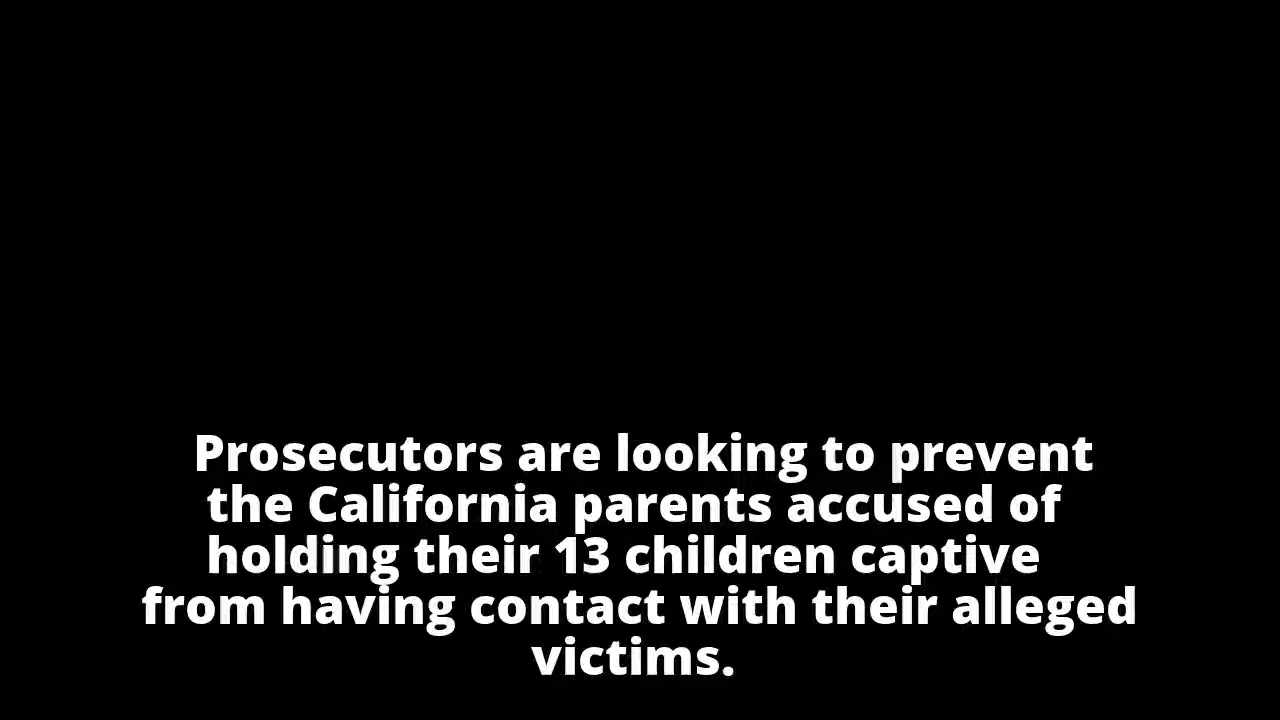 Prosecutors are looking to prevent
the California parents accused of
holding their 13 children captive
from having contact with their alleged
victims.